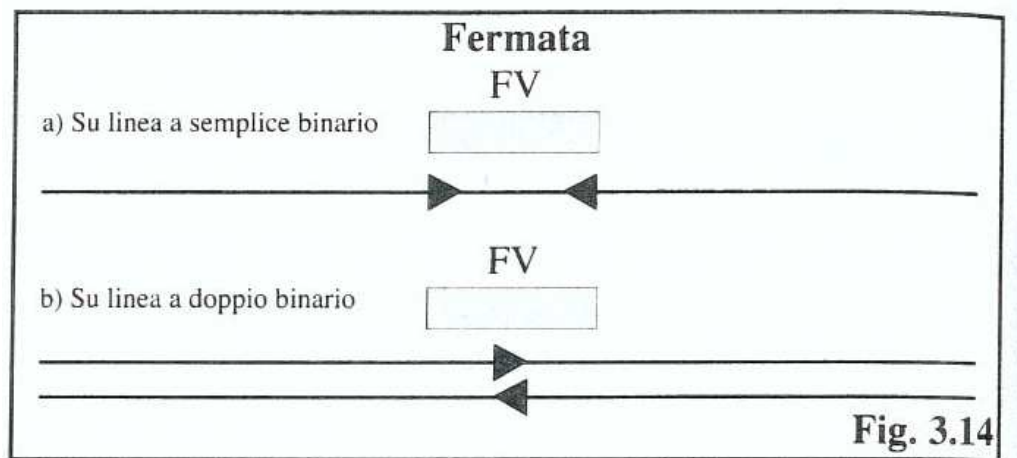 Fermata
FV
a) Su linea a semplice binario
FV
b) Su linea a doppio binario
Fig. 3.14